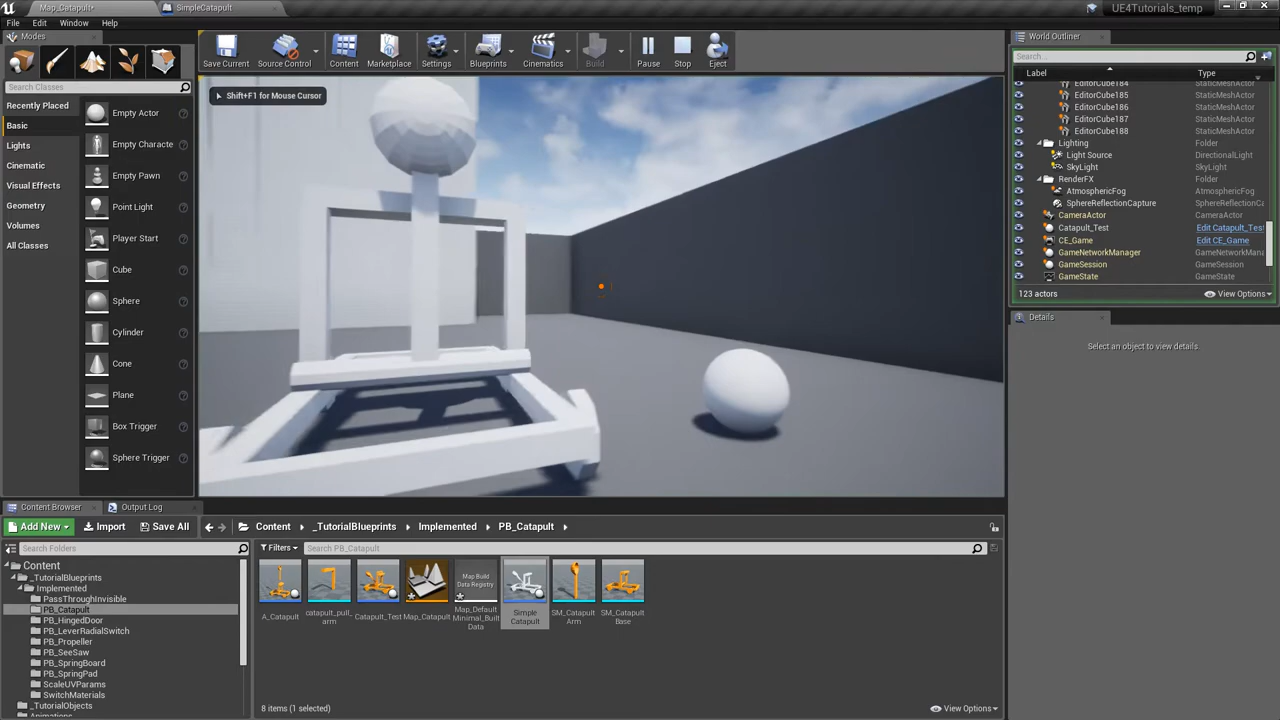 Map_Catapult*
SimpleCatapult
UE4Tutorials_temp
File Edit Window Help
Modes
Search Classes
Recently Placed
Basic
Lights
Cinematic
Visual Effects
Geometry
Volumes
All Classes
Empty Actor
Empty Characte
Empty Pawn
Point Light
Player Start
Cube
Sphere
Cylinder
Cone
Plane
Box Trigger
Sphere Trigger
Save Current
Source Control
Content
Marketplace
Settings
Blueprints
Cinematics
Build
Pause
Stop
Eject
Shift+F1 for Mouse Cursor
World Outliner
Search...
Label Type
EditorCube184 StaticMeshActor
EditorCube185 StaticMeshActor
EditorCube186 StaticMeshActor
EditorCube187 StaticMeshActor
EditorCube188 StaticMeshActor
Lighting Folder
Light Source DirectionalLight
SkyLight SkyLight
RenderFX Folder
AtmosphericFog AtmosphericFog
SphereReflectionCapture SphereReflectionCa
CameraActor CameraActor
Catapult_Test Edit Catapult_Tes
CE_Game Edit CE_Game
GameNetworkManager GameNetworkMana
GameSession GameSession
GameState GameState
123 actors
View Options
Details
Select an object to view details.
Content Browser
Output Log
Add New Import Save All
Content _TutorialBlueprints Implemented PB_Catapult
Search Folders
Filters
Search PB_Catapult
Content
_TutorialBlueprints
Implemented
PassThroughInvisible
PB_Catapult
PB_HingedDoor
PB_LeverRadialSwitch
PB_Propeller
PB_SeeSaw
PB_SpringBoard
PB_SpringPad
ScaleUVParams
SwitchMaterials
_TutorialObjects
Animations
A_Catapult
catapult_pult-
arm
Catapult_Test
Map_Catapult
Map Build
Data Registry
Map_Default
Minimal_Built
Data
Simple
Catapult
SM_Catapult
Arm
SM_Catapult
Base
8 items (1 selected)
View Options